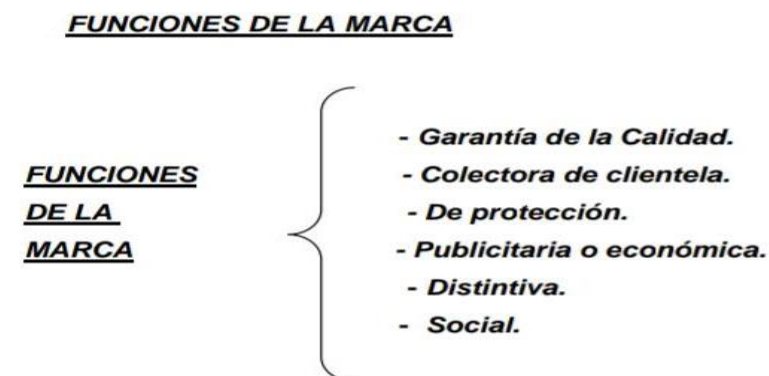 FUNCIONES DE LA MARCA
FUNCIONES
DE LA
MARCA
- Garantía de la Calidad.
- Colectora de clientela.
- De protección.
- Publicitaria o económica.
- Distintiva.
- Social.